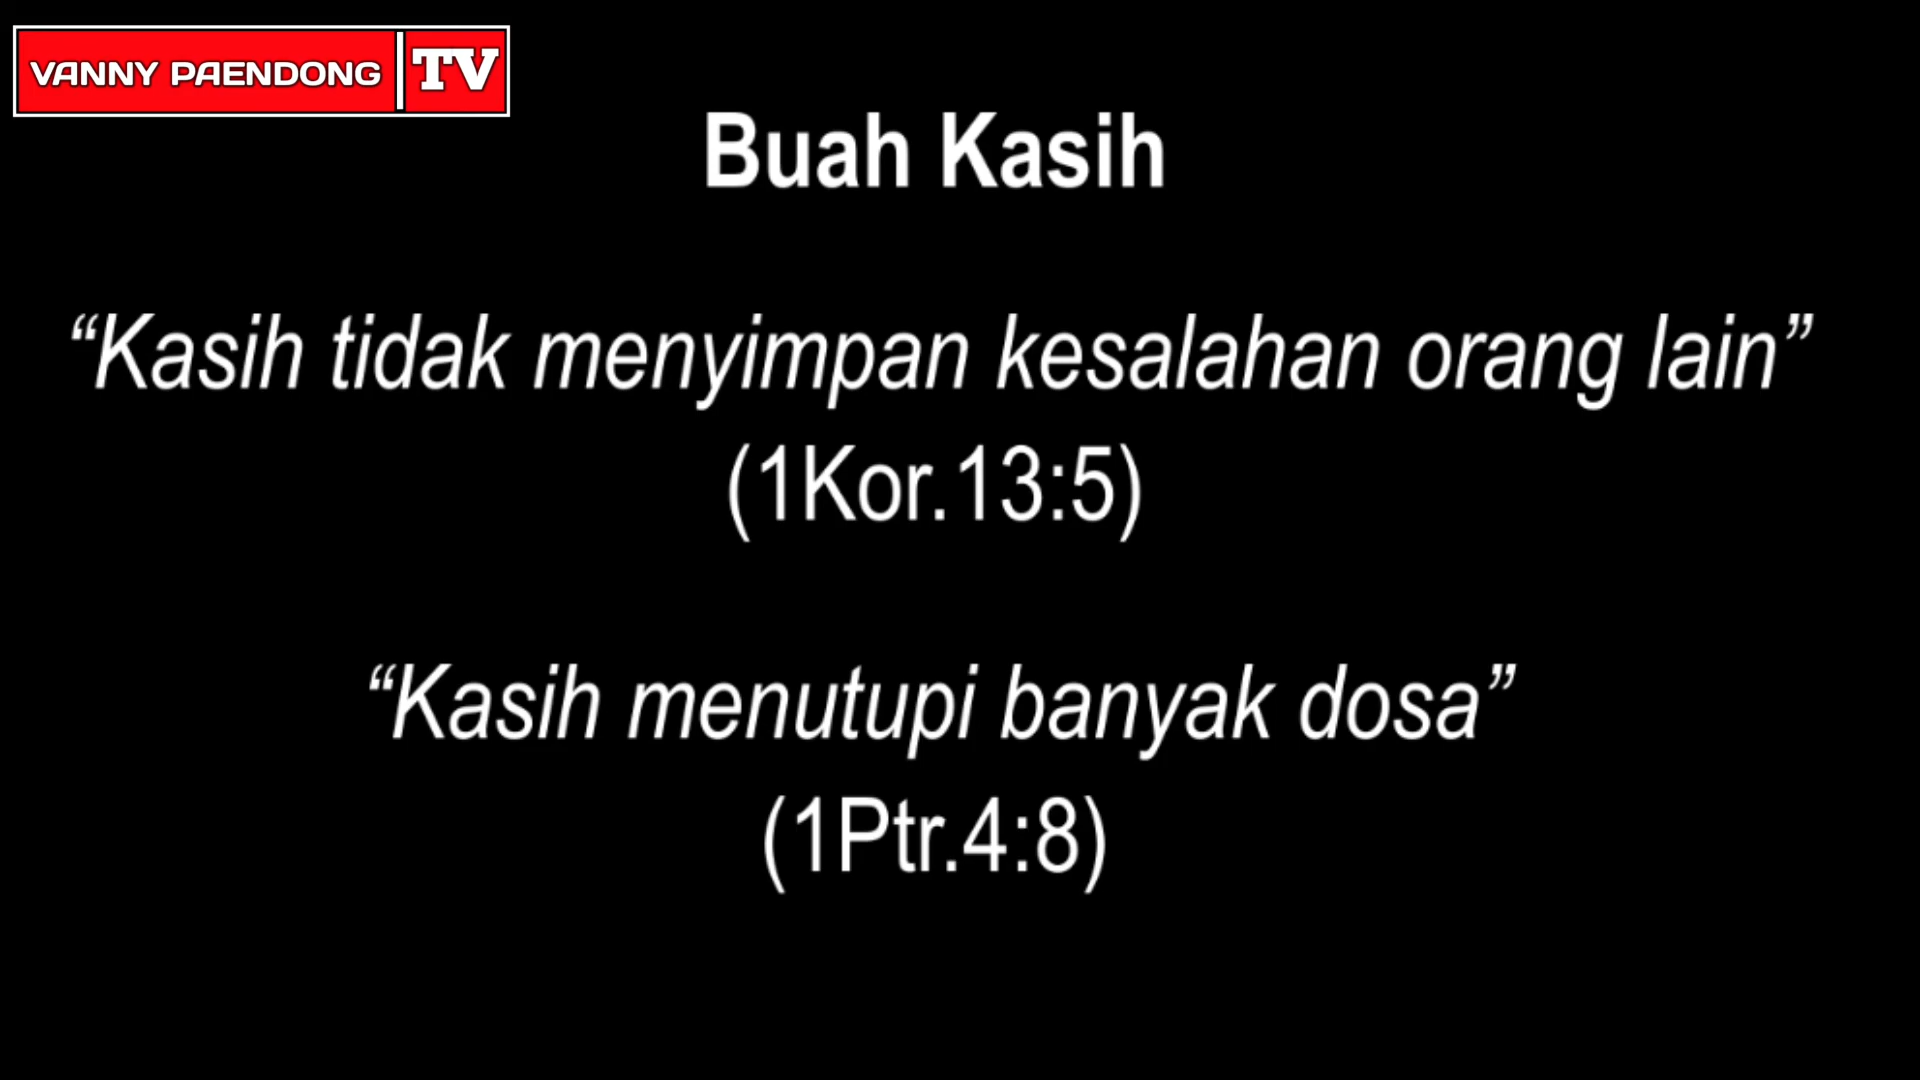 VANNY PAENDONG TV
Buah Kasih
“Kasih tidak menyimpan kesalahan orang lain”
(1Kor.13:5)
“Kasih menutupi banyak dosa”
(1Ptr.4:8)